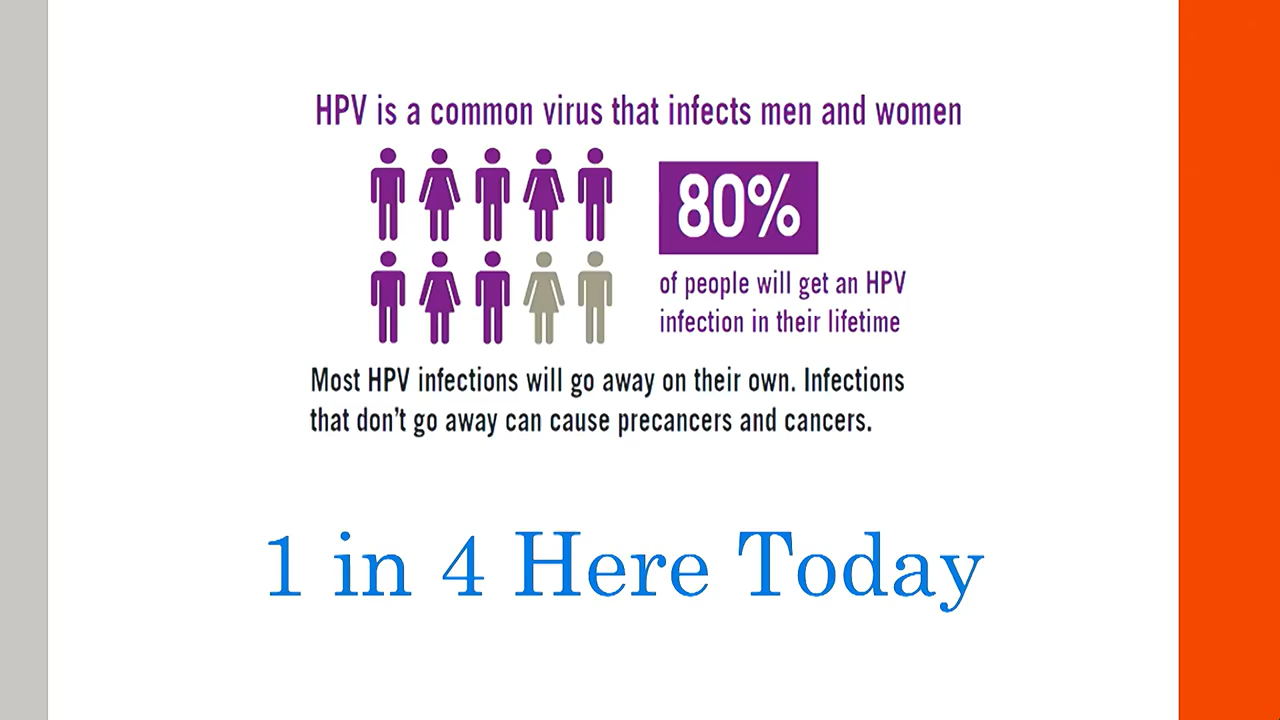 HPV is a common virus that infects men and women
80%
of people will get an HPV
infection in their lifetime
Most HPV infections will go away on their own. Infections
that don't go away can cause precancers and cancers.
1 in 4 Here Today